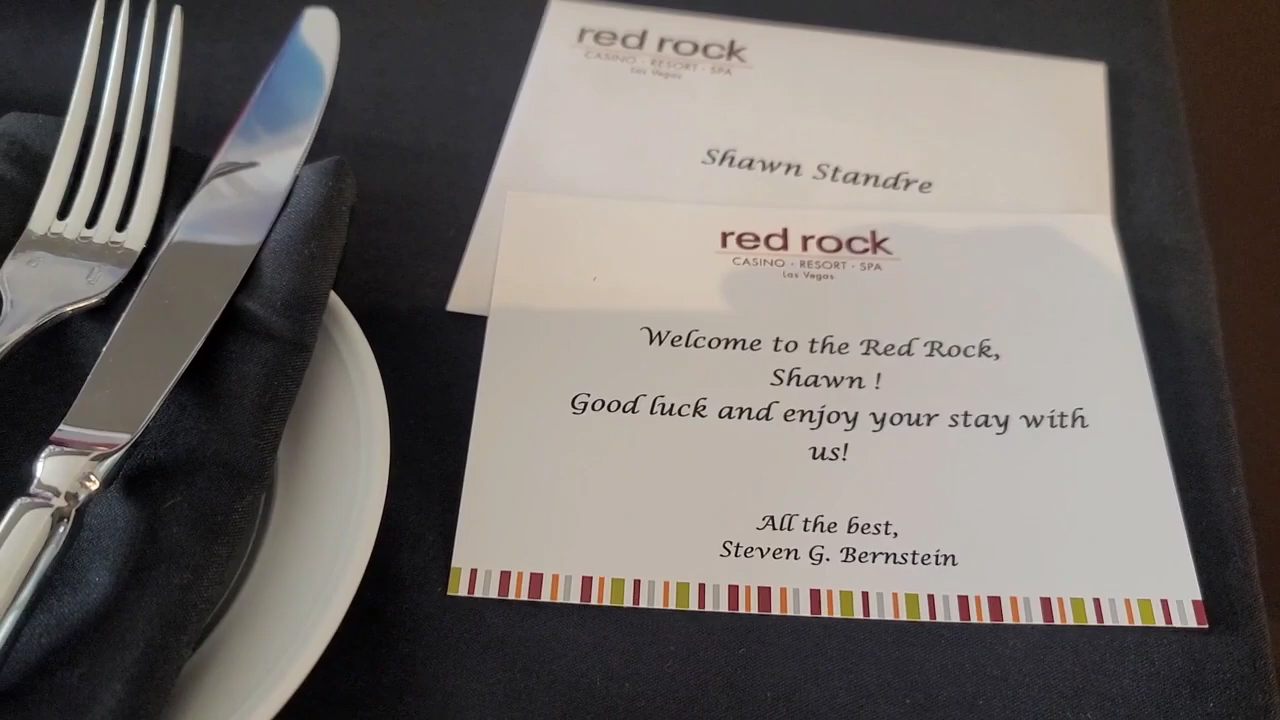 red rock
CASINO · RESORT · SPA
Las Vegas
Shawn Standre
red rock
CASINO · RESORT · SPA
Las Vegas
Welcome to the Red Rock,
Shawn !
Good luck and enjoy your stay with
us!
All the best,
Steven G. Bernstein